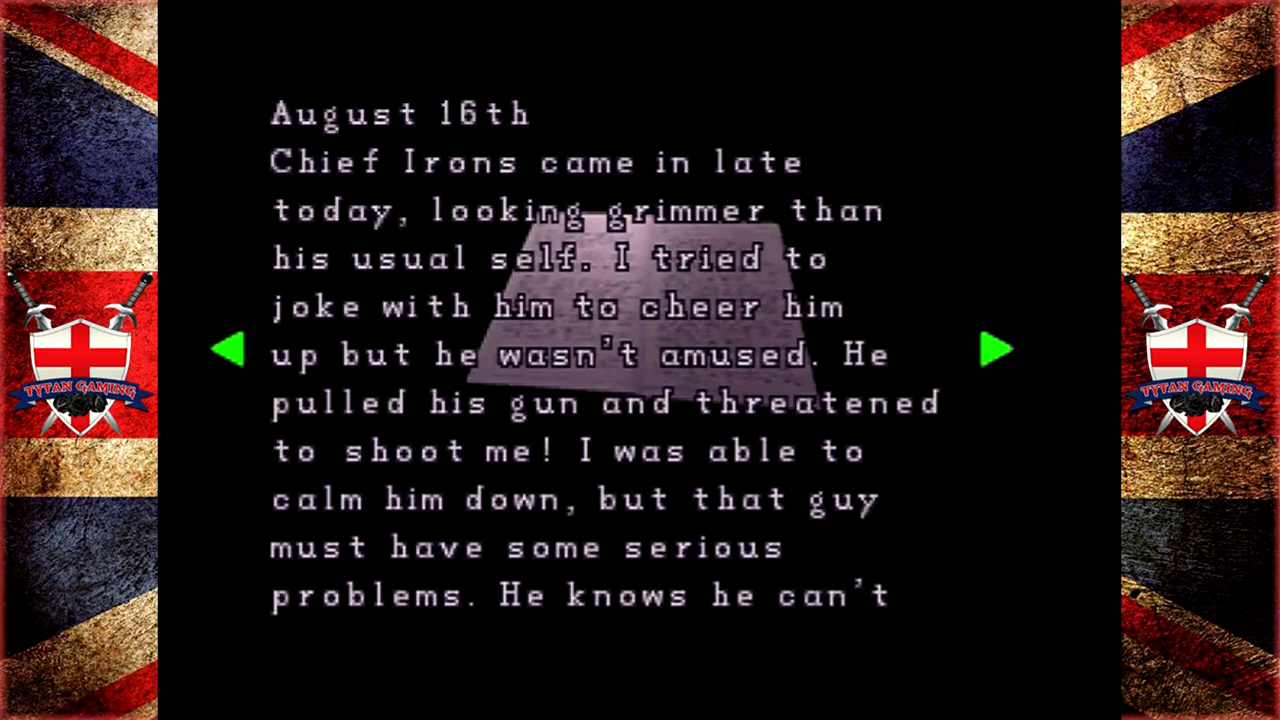 August 16th
Chief Irons came in late
today, looking grimmer than
his usual self. I tried to
joke with him to cheer him
up but he wasn't amused. He
pulled his gun and threatened
to shoot me! I was able to
calm him down, but that guy
must have some serious
problems. He knows he can't
TYTAN GAMING
TYTAN GAMING